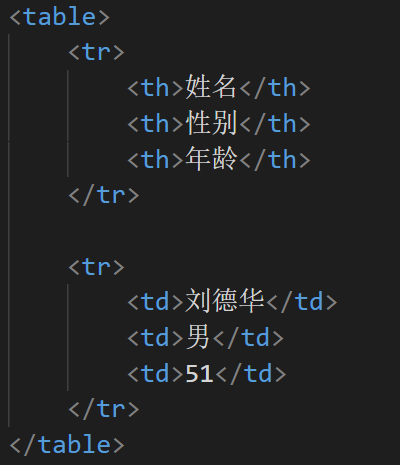 <table>
<tr>
<th>姓名</th>
<th>性别</th>
<th>年龄</th>
</tr>
<tr>
<td>刘德华</td>
<td>男</td>
<td>51</td>
</tr>
</table>